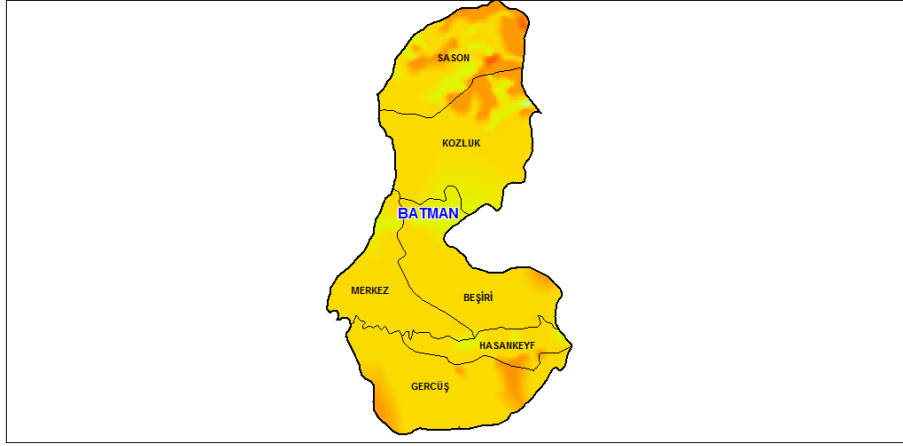 SASON
KOZLUK
BATMAN
MERKEZ
BEŞİRİ
HASANKEYF
GERCÜŞ